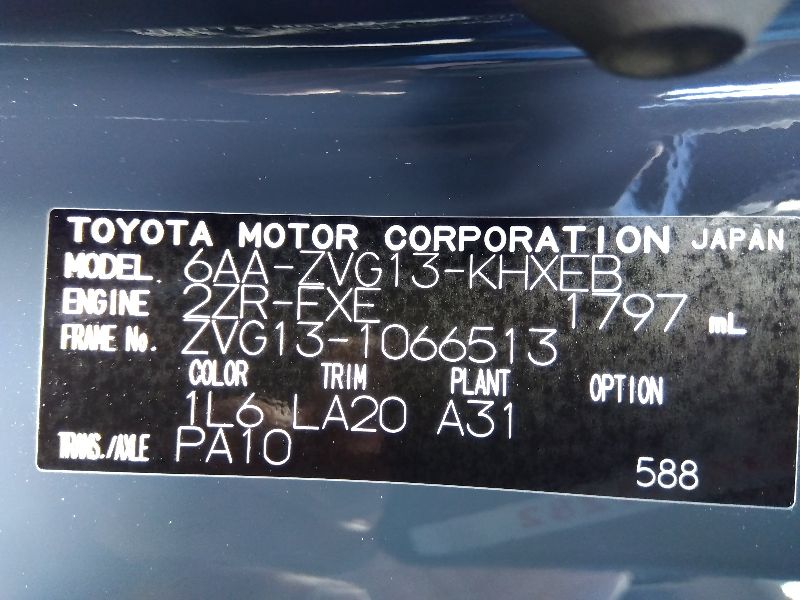 TOYOTA MOTOR CORPORATION JAPAN
MODEL. 6AA-ZVG13-KHXEB
ENGINE 2ZR-FXE 1797 mL
FRAME No. ZVG13-1066513
COLOR TRIM PLANT OPTION
1L6 LA20 A31
TRANS./AXLE PA10
588